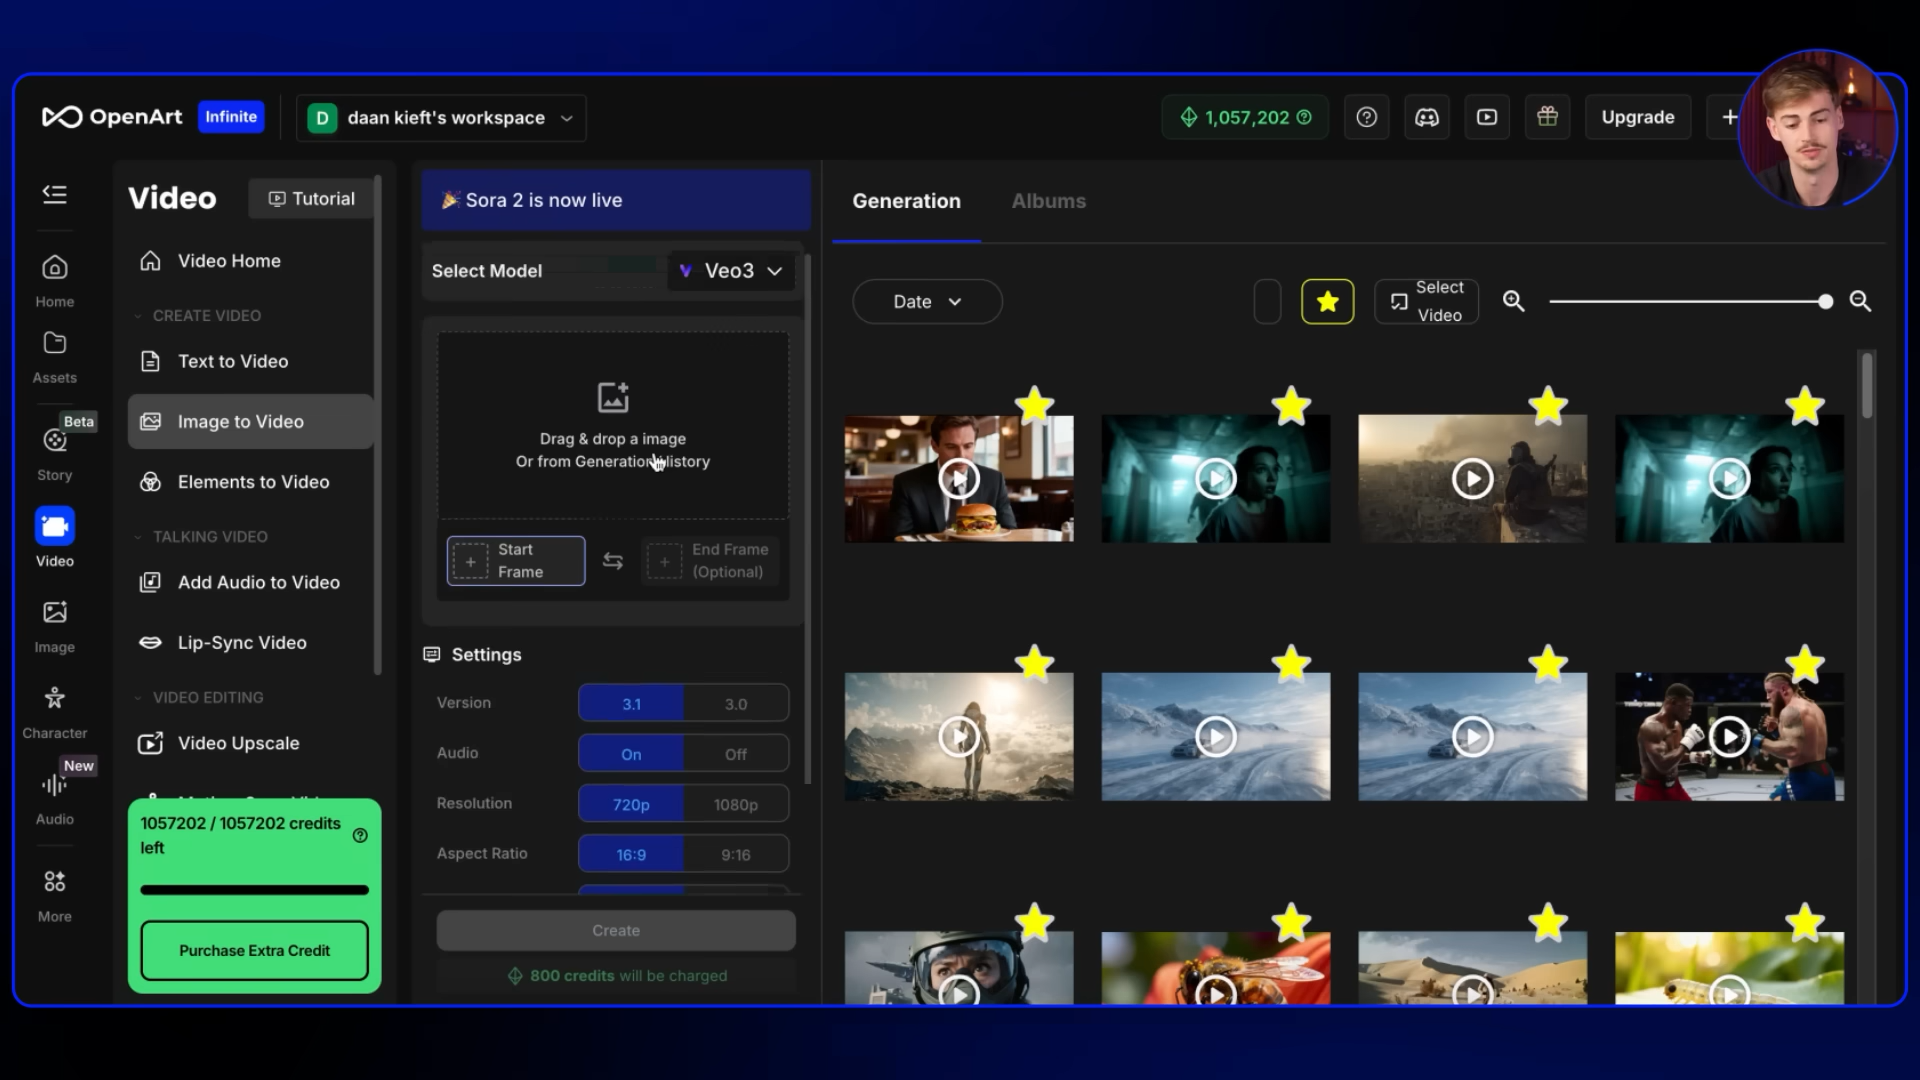 OpenArt
Infinite
D
daan kieft's workspace
1,057,202
Upgrade
Home
Assets
Beta
Story
Video
Image
Character
New
Audio
More
Video
Tutorial
Video Home
CREATE VIDEO
Text to Video
Image to Video
Elements to Video
TALKING VIDEO
Add Audio to Video
Lip-Sync Video
VIDEO EDITING
Video Upscale
1057202 / 1057202 credits
left
Purchase Extra Credit
Sora 2 is now live
Select Model
Veo3
Drag & drop a image
Or from Generation History
Start
Frame
End Frame
(Optional)
Settings
Version
3.1
3.0
Audio
On
Off
Resolution
720p
1080p
Aspect Ratio
16:9
9:16
Create
800 credits will be charged
Generation
Albums
Date
Select
Video